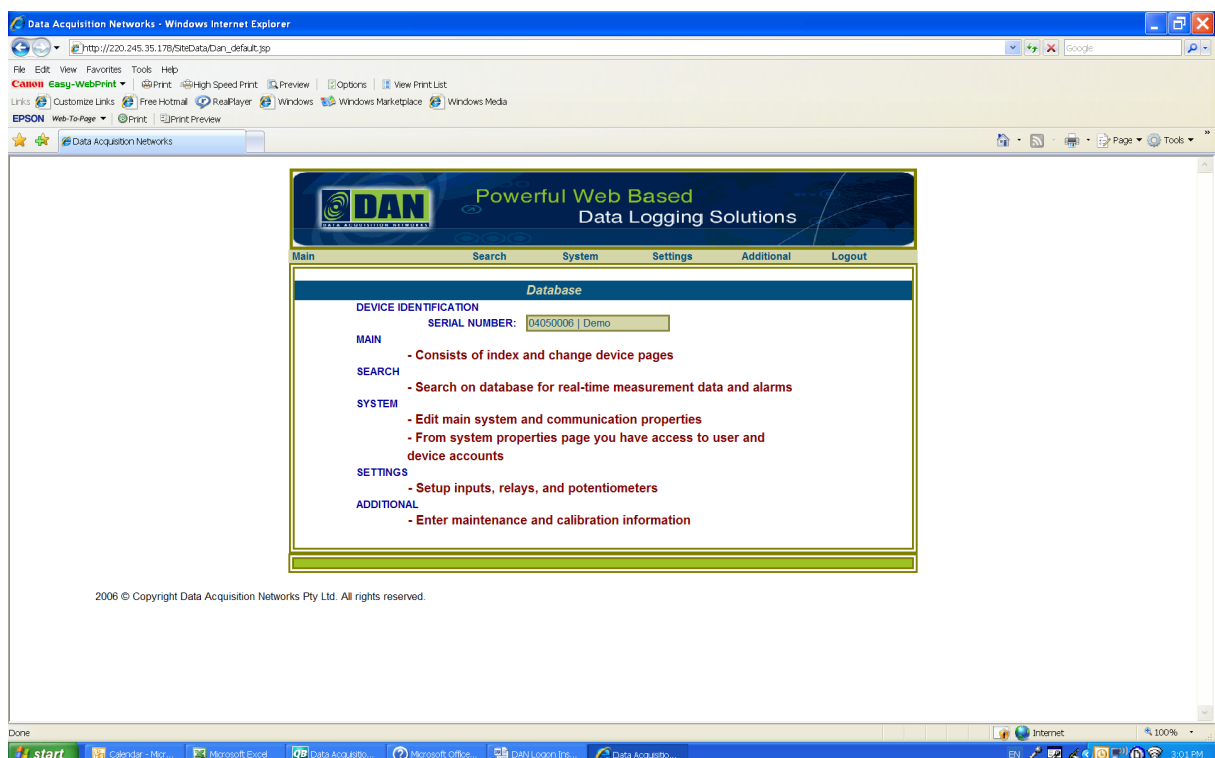 Data Acquisition Networks - Windows Internet Explorer
http://220.245.35.178/SiteData/Dan_default.jsp
Google
File Edit View Favorites Tools Help
Canon Easy-WebPrint Print High Speed Print Preview Options View Print List
Links Customize Links Free Hotmail RealPlayer Windows Windows Marketplace Windows Media
EPSON Web-To-Page Print Print Preview
Data Acquisition Networks
Page Tools
DAN
DATA ACQUISITION NETWORKS
Powerful Web Based
Data Logging Solutions
Main Search System Settings Additional Logout
Database
DEVICE IDENTIFICATION
SERIAL NUMBER: 04050006 | Demo
MAIN
- Consists of index and change device pages
SEARCH
- Search on database for real-time measurement data and alarms
SYSTEM
- Edit main system and communication properties
- From system properties page you have access to user and
device accounts
SETTINGS
- Setup inputs, relays, and potentiometers
ADDITIONAL
- Enter maintenance and calibration information
2006 © Copyright Data Acquisition Networks Pty Ltd. All rights reserved.
Done
Internet
100%
start
Calendar - Micr...
Microsoft Excel
Data Acquisitio...
Microsoft Office...
DAN Logon Ins...
Data Acquisitio...
EN
3:01 PM